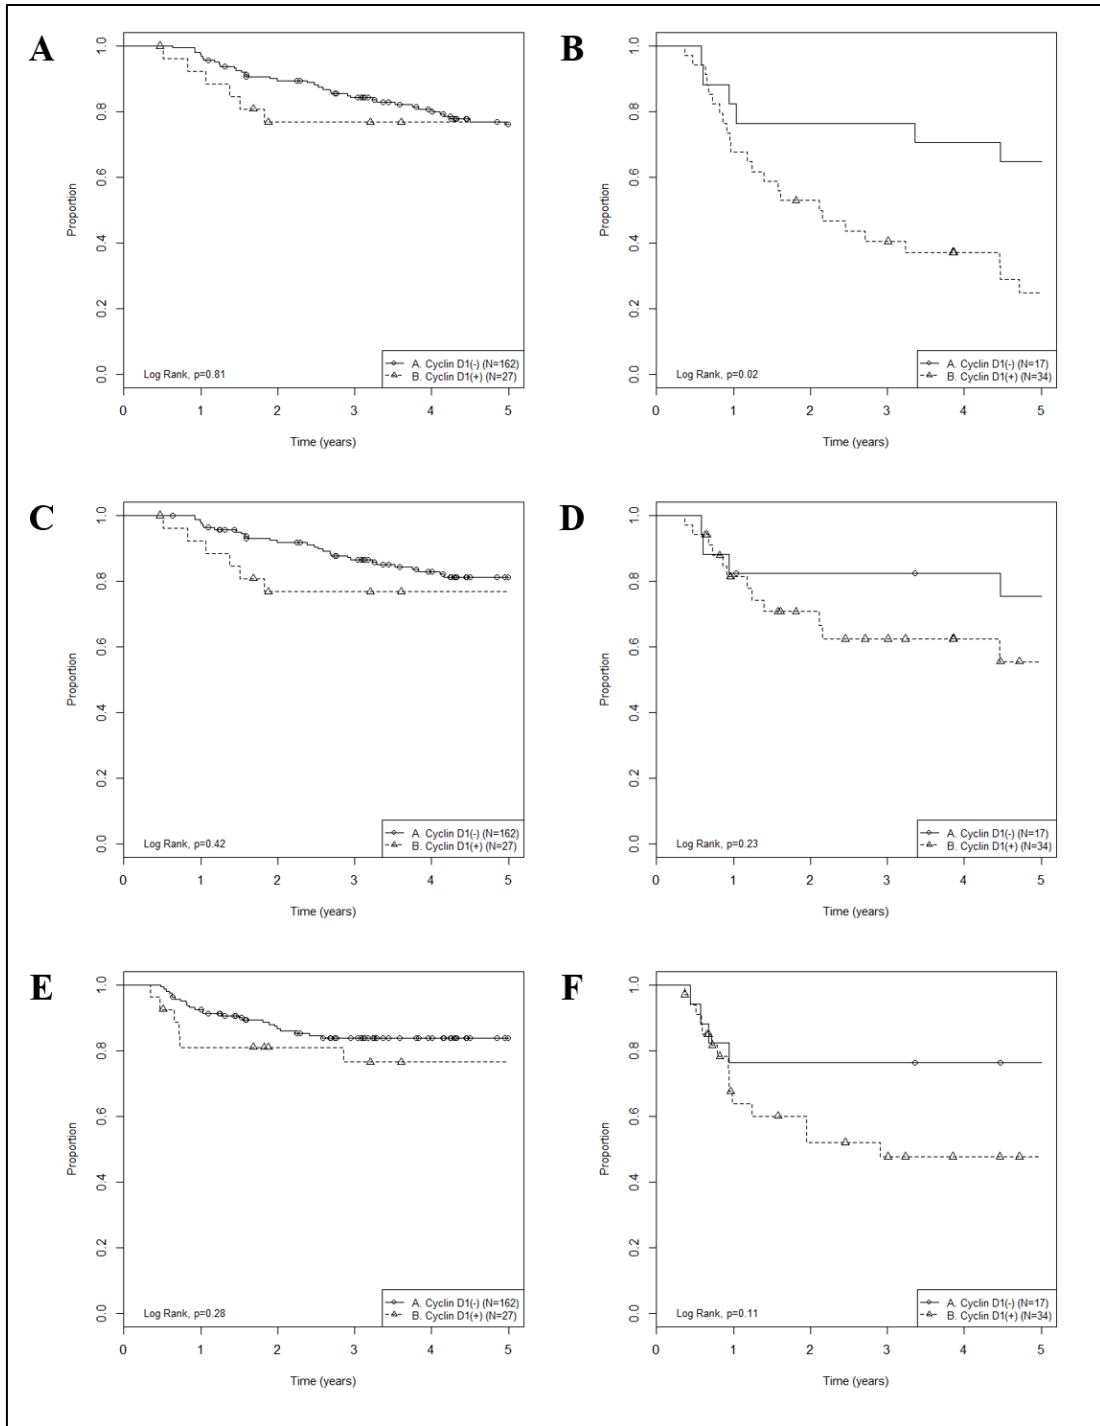 A
Proportion
1.0
0.8
0.6
0.4
0.2
0.0
Log Rank, p=0.81
A. Cyclin D1(-) (N=162)
B. Cyclin D1(+) (N=27)
0 1 2 3 4 5
Time (years)
B
Proportion
1.0
0.8
0.6
0.4
0.2
0.0
Log Rank, p=0.02
A. Cyclin D1(-) (N=17)
B. Cyclin D1(+) (N=34)
0 1 2 3 4 5
Time (years)
C
Proportion
1.0
0.8
0.6
0.4
0.2
0.0
Log Rank, p=0.42
A. Cyclin D1(-) (N=162)
B. Cyclin D1(+) (N=27)
0 1 2 3 4 5
Time (years)
D
Proportion
1.0
0.8
0.6
0.4
0.2
0.0
Log Rank, p=0.23
A. Cyclin D1(-) (N=17)
B. Cyclin D1(+) (N=34)
0 1 2 3 4 5
Time (years)
E
Proportion
1.0
0.8
0.6
0.4
0.2
0.0
Log Rank, p=0.28
A. Cyclin D1(-) (N=162)
B. Cyclin D1(+) (N=27)
0 1 2 3 4 5
Time (years)
F
Proportion
1.0
0.8
0.6
0.4
0.2
0.0
Log Rank, p=0.11
A. Cyclin D1(-) (N=17)
B. Cyclin D1(+) (N=34)
0 1 2 3 4 5
Time (years)